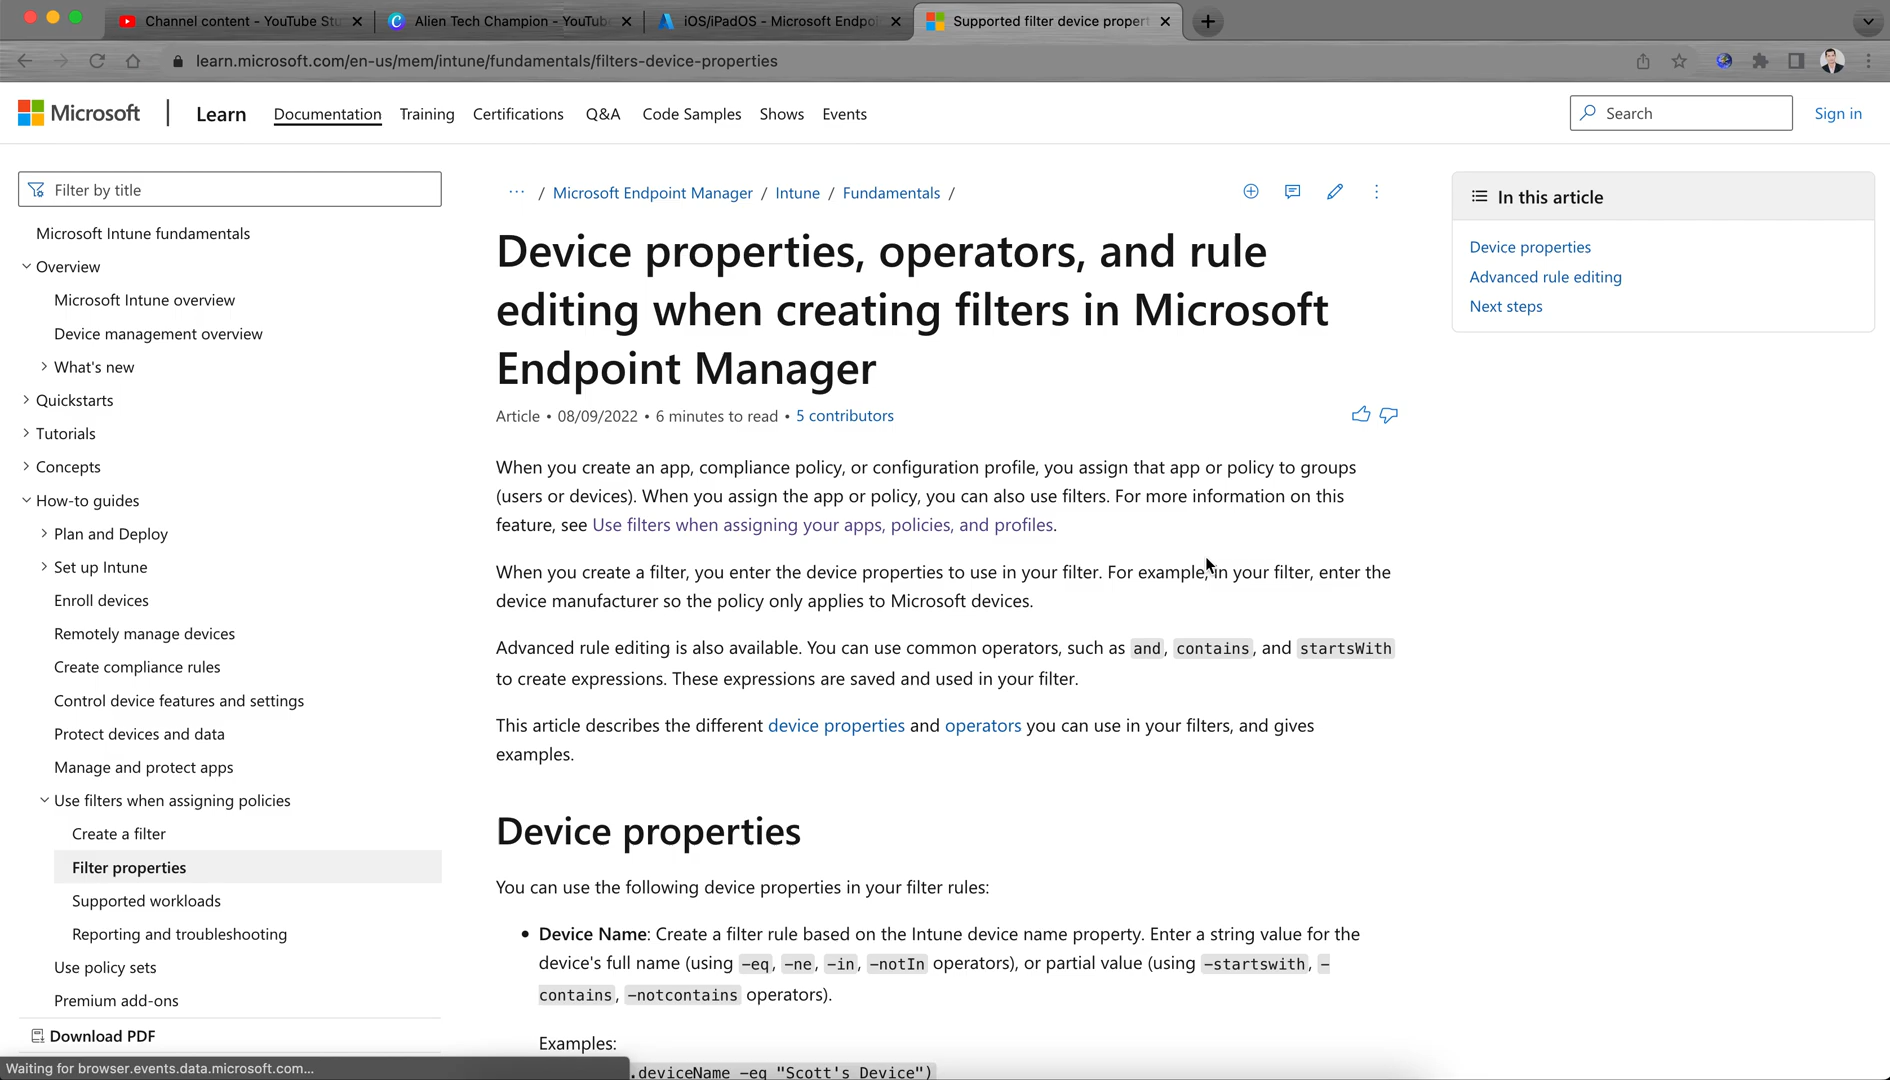 Channel content - YouTube Stu
Alien Tech Champion - YouTube
iOS/iPadOS - Microsoft Endpoi
Supported filter device propert
learn.microsoft.com/en-us/mem/intune/fundamentals/filters-device-properties
Microsoft
Learn
Documentation
Training
Certifications
Q&A
Code Samples
Shows
Events
Search
Sign in
Filter by title
Microsoft Intune fundamentals
Overview
Microsoft Intune overview
Device management overview
What's new
Quickstarts
Tutorials
Concepts
How-to guides
Plan and Deploy
Set up Intune
Enroll devices
Remotely manage devices
Create compliance rules
Control device features and settings
Protect devices and data
Manage and protect apps
Use filters when assigning policies
Create a filter
Filter properties
Supported workloads
Reporting and troubleshooting
Use policy sets
Premium add-ons
Download PDF
Waiting for browser.events.data.microsoft.com...
··· / Microsoft Endpoint Manager / Intune / Fundamentals /
Device properties, operators, and rule
editing when creating filters in Microsoft
Endpoint Manager
Article • 08/09/2022 • 6 minutes to read • 5 contributors
When you create an app, compliance policy, or configuration profile, you assign that app or policy to groups
(users or devices). When you assign the app or policy, you can also use filters. For more information on this
feature, see Use filters when assigning your apps, policies, and profiles.
When you create a filter, you enter the device properties to use in your filter. For example, in your filter, enter the
device manufacturer so the policy only applies to Microsoft devices.
Advanced rule editing is also available. You can use common operators, such as and, contains, and startsWith
to create expressions. These expressions are saved and used in your filter.
This article describes the different device properties and operators you can use in your filters, and gives
examples.
Device properties
You can use the following device properties in your filter rules:
• Device Name: Create a filter rule based on the Intune device name property. Enter a string value for the
device's full name (using -eq, -ne, -in, -notIn operators), or partial value (using -startswith, -
contains, -notcontains operators).
Examples:
.deviceName -eq "Scott's Device")
In this article
Device properties
Advanced rule editing
Next steps